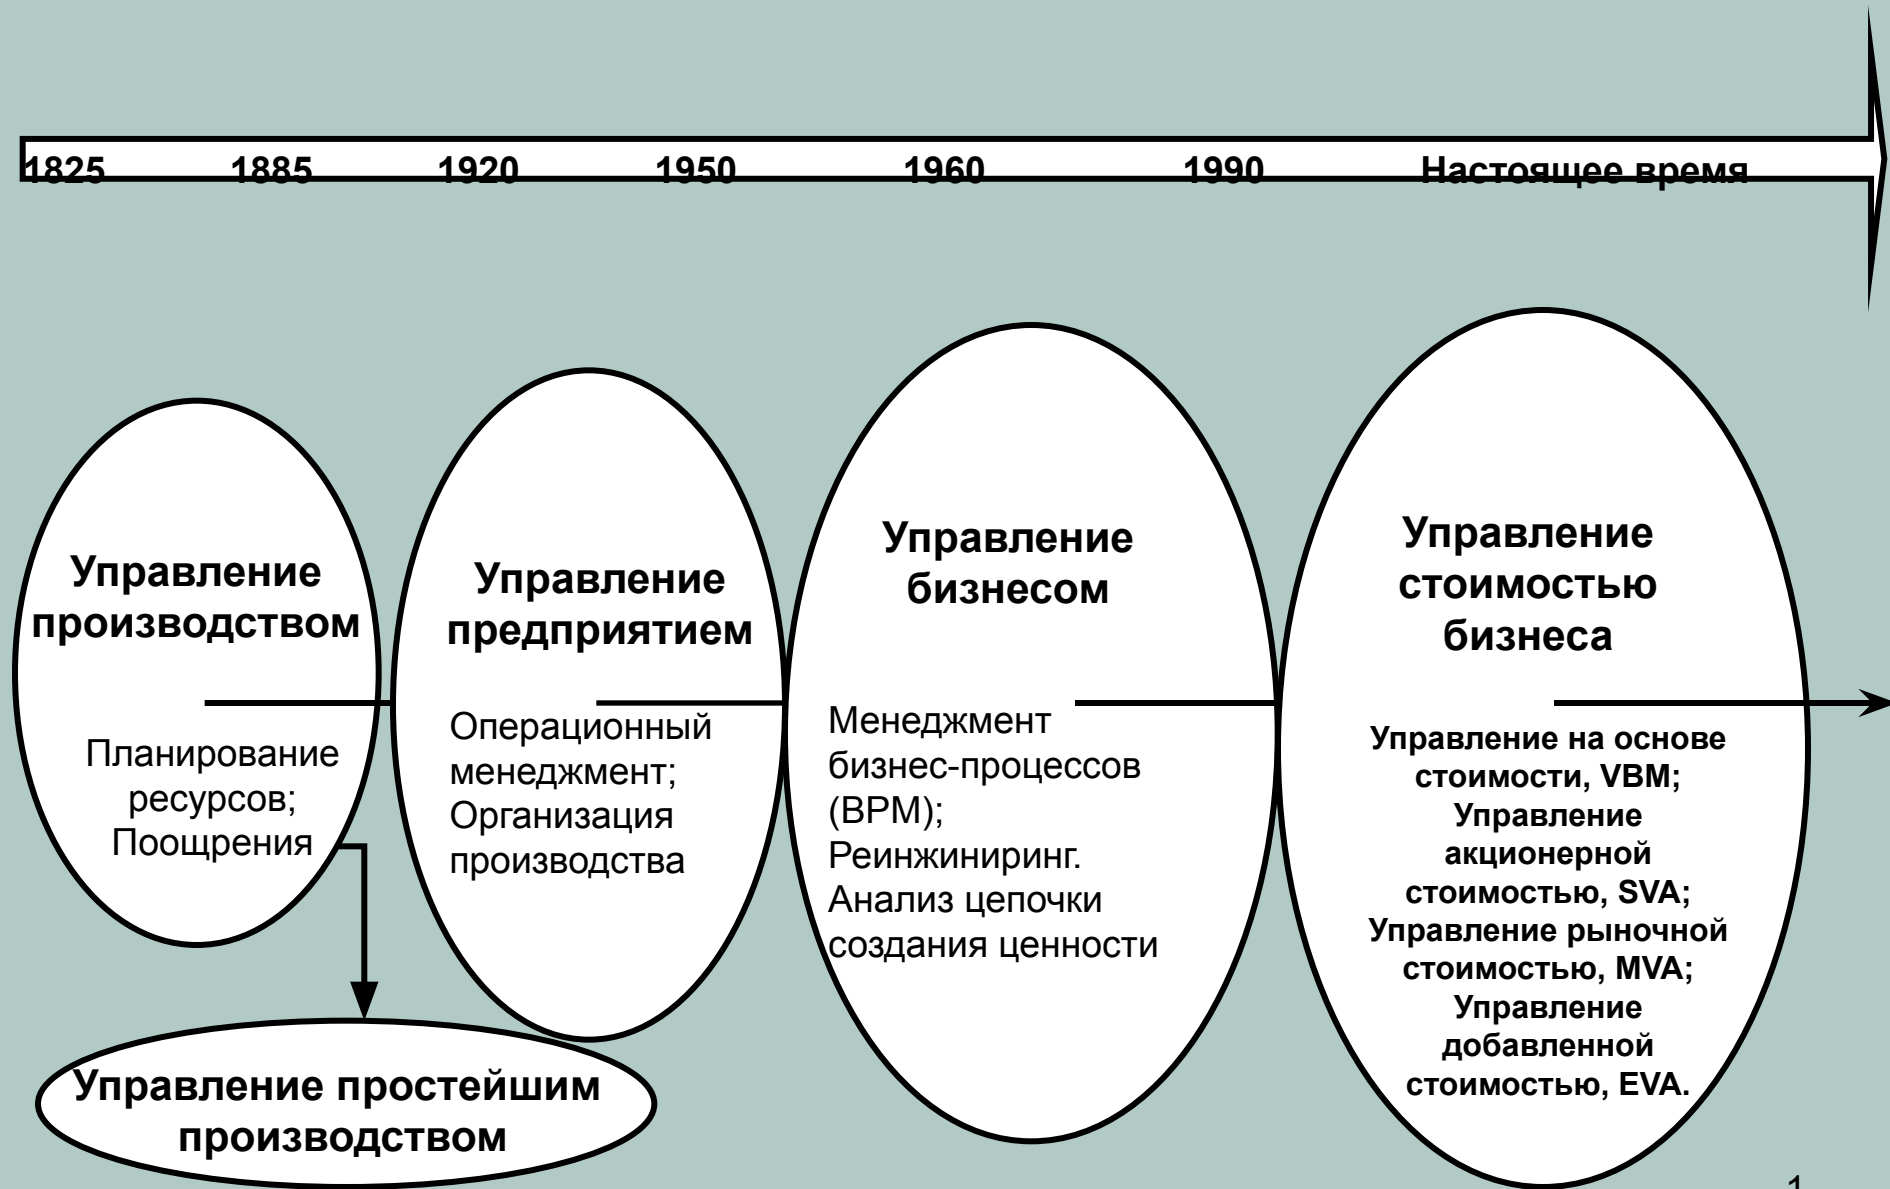 1825 1885 1920 1950 1960 1990 Настоящее время
Управление
производством
Планирование
ресурсов;
Поощрения
Управление
предприятием
Операционный
менеджмент;
Организация
производства
Управление
бизнесом
Менеджмент
бизнес-процессов
(BPM);
Реинжиниринг.
Анализ цепочки
создания ценности
Управление
стоимостью
бизнеса
Управление на основе
стоимости, VBM;
Управление
акционерной
стоимостью, SVA;
Управление рыночной
стоимостью, MVA;
Управление
добавленной
стоимостью, EVA.
Управление простейшим
производством
1